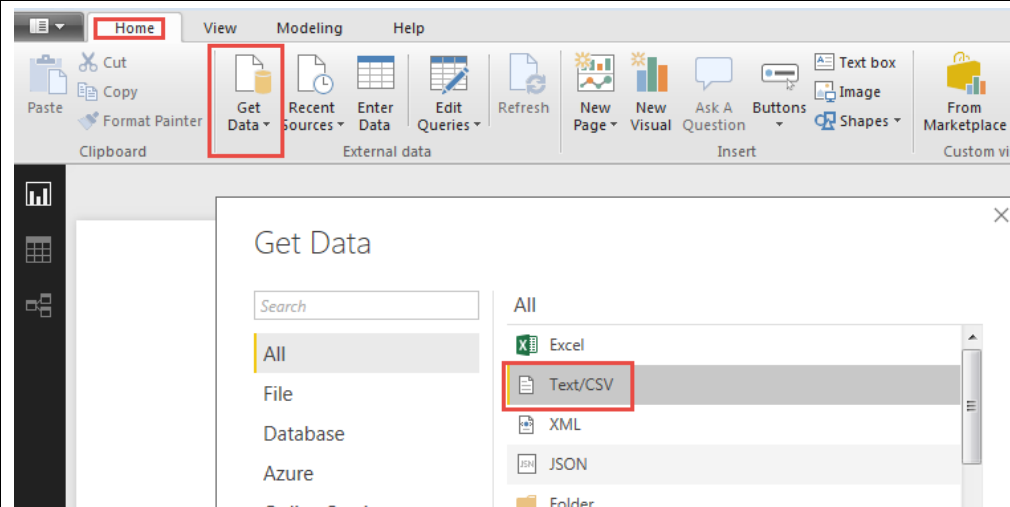 Home View Modeling Help
Cut
Copy
Format Painter
Paste
Clipboard
Get Data
Recent Sources
Enter Data
Edit Queries
Refresh
External data
New Page
New Visual
Ask A Question
Buttons
Text box
Image
Shapes
Insert
From Marketplace
Custom vi
Get Data
Search
All
File
Database
Azure
All
Excel
Text/CSV
XML
JSON
Folder